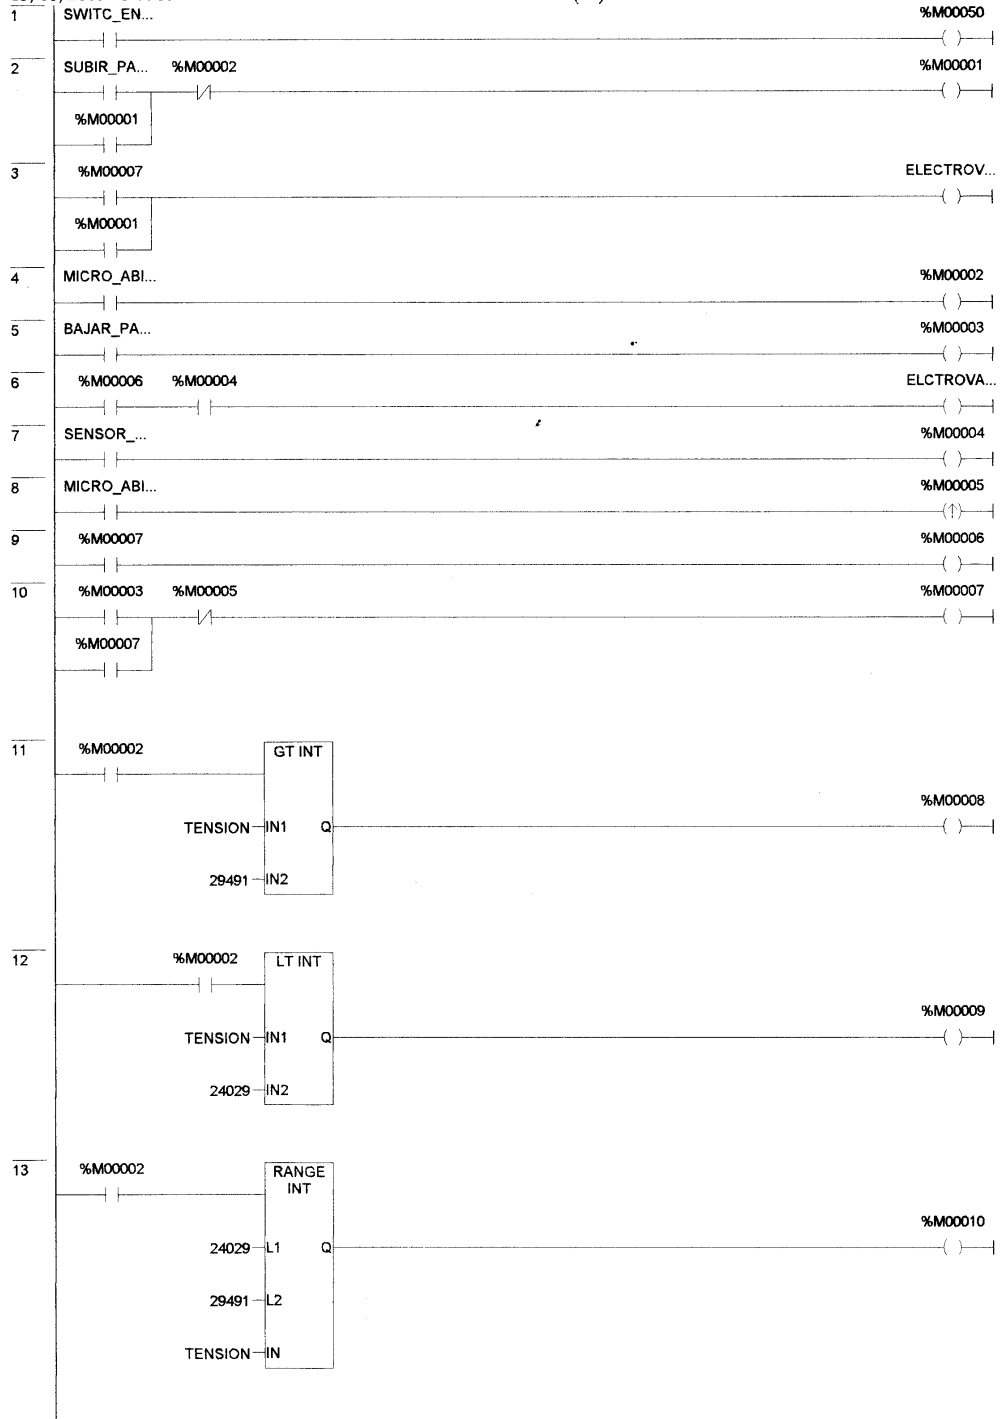 1 SWITC_EN... %M00050
2 SUBIR_PA... %M00002 %M00001
%M00001
3 %M00007 ELECTROV...
%M00001
4 MICRO_ABI... %M00002
5 BAJAR_PA... %M00003
6 %M00006 %M00004 ELCTROVA...
7 SENSOR_... %M00004
8 MICRO_ABI... %M00005
9 %M00007 %M00006
10 %M00003 %M00005 %M00007
%M00007
11 %M00002 GT INT
%M00008
TENSION IN1 Q
29491 IN2
12 %M00002 LT INT
%M00009
TENSION IN1 Q
24029 IN2
13 %M00002 RANGE
INT
%M00010
24029 L1 Q
29491 L2
TENSION IN